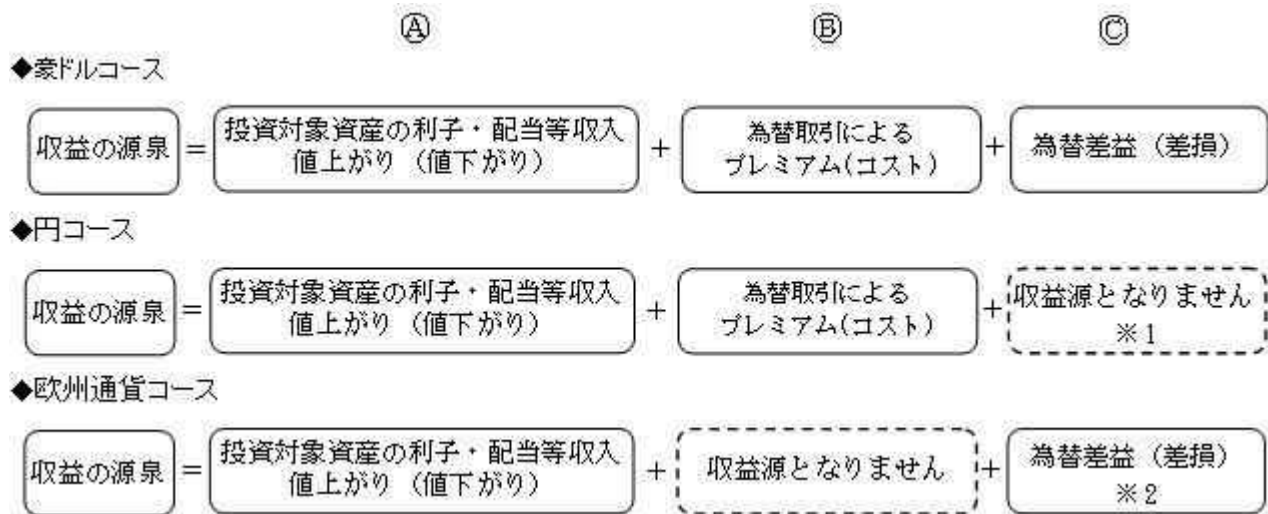 Ⓐ Ⓑ Ⓒ
◆豪ドルコース
収益の源泉 = 投資対象資産の利子・配当等収入 + 為替取引による + 為替差益(差損)
値上がり(値下がり) プレミアム(コスト)
◆円コース
収益の源泉 = 投資対象資産の利子・配当等収入 + 為替取引による + 収益源となりません
値上がり(値下がり) プレミアム(コスト) ※1
◆欧州通貨コース
収益の源泉 = 投資対象資産の利子・配当等収入 + 収益源となりません + 為替差益(差損)
値上がり(値下がり) ※2